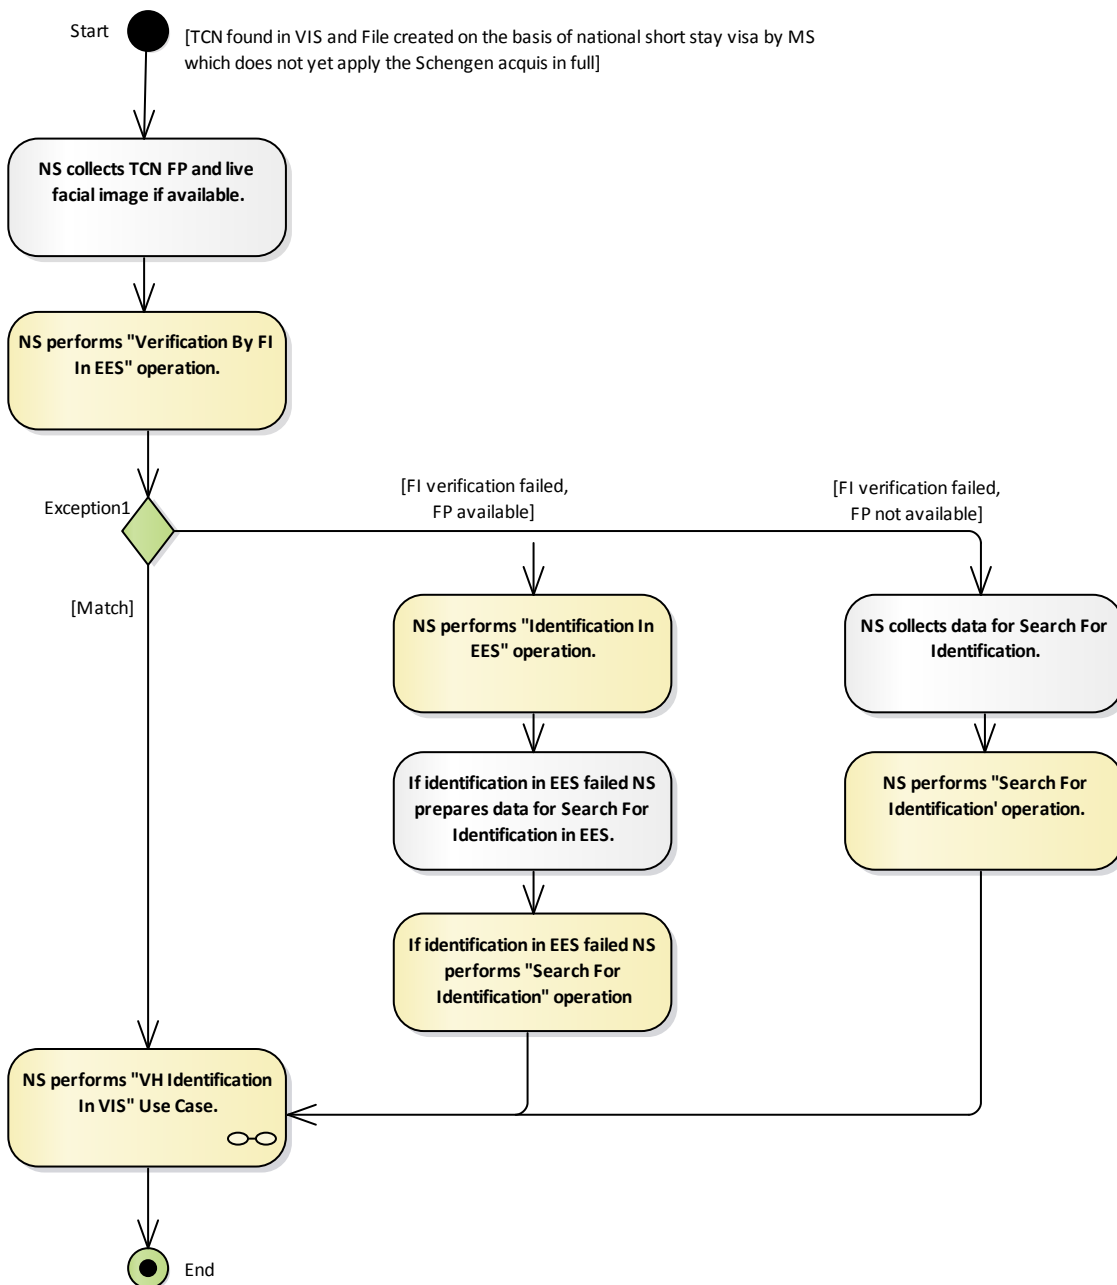 Start
[TCN found in VIS and File created on the basis of national short stay visa by MS
which does not yet apply the Schengen acquis in full]
NS collects TCN FP and live
facial image if available.
NS performs "Verification By FI
In EES" operation.
Exception1
[FI verification failed,
FP available]
[FI verification failed,
FP not available]
[Match]
NS performs "Identification In
EES" operation.
NS collects data for Search For
Identification.
If identification in EES failed NS
prepares data for Search For
Identification in EES.
NS performs "Search For
Identification' operation.
If identification in EES failed NS
performs "Search For
Identification" operation
NS performs "VH Identification
In VIS" Use Case.
End